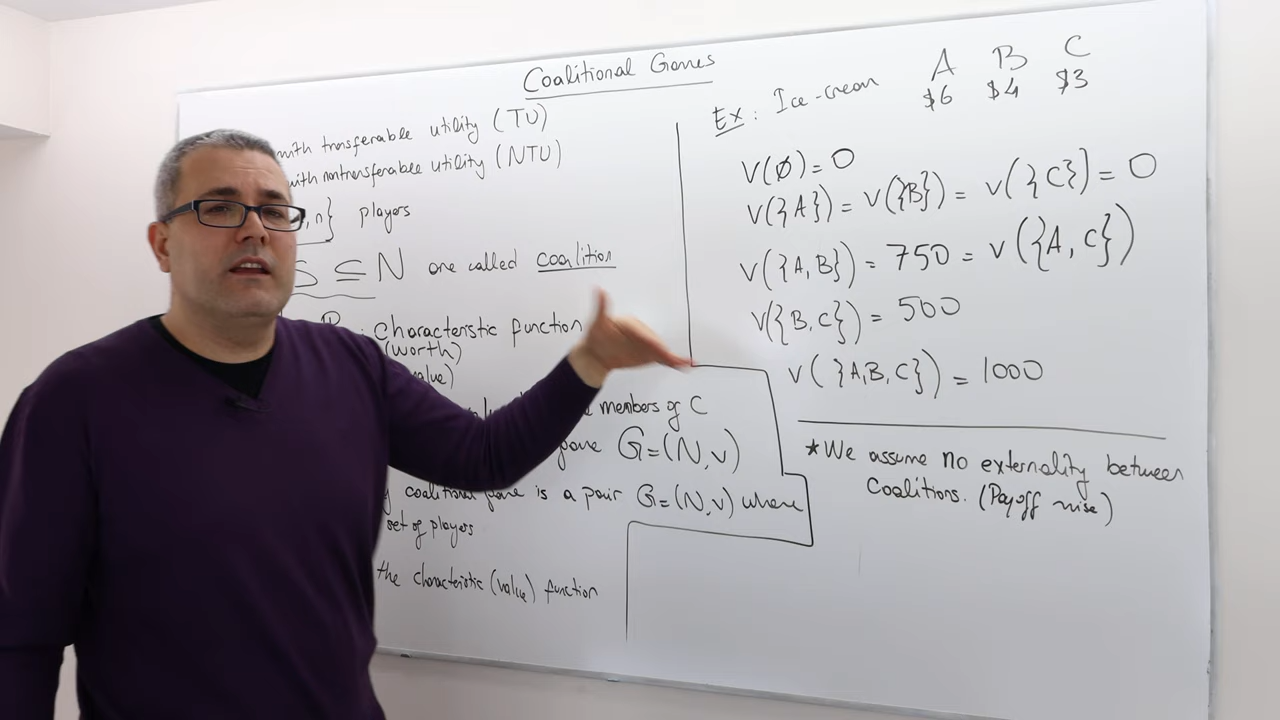 Coalitional Games
with transferable utility (TU)
with nontransferable utility (NTU)
,n} players
S ⊆ N are called coalition
: characteristic function
(worth)
value)
members of C
game G=(N,v)
coalitional game is a pair G=(N,v) where
set of players
the characteristic (value) function
Ex: Ice-cream A B C
$6 $4 $3
V(∅)=0
V({A}) = V({B}) = V({C}) = 0
V({A,B}) = 750 = V({A,C})
V({B,C}) = 500
V({A,B,C}) = 1000
*We assume no externality between
Coalitions. (Payoff wise)